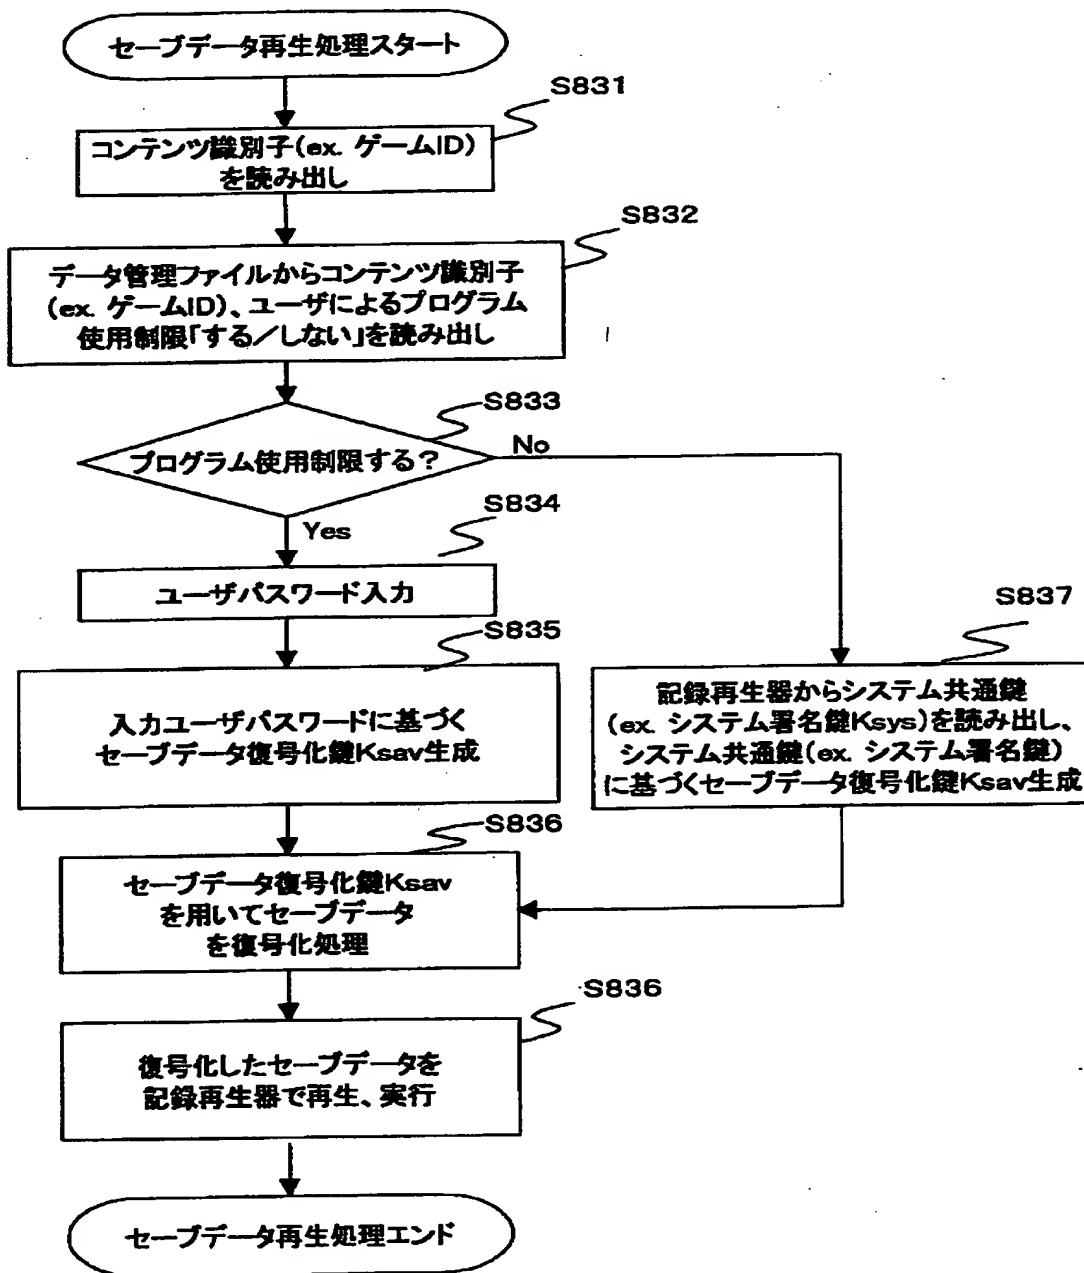 セーブデータ再生処理スタート
S831
コンテンツ識別子(ex. ゲームID)
を読み出し
S832
データ管理ファイルからコンテンツ識別子
(ex. ゲームID)、ユーザによるプログラム
使用制限「する/しない」を読み出し
S833
プログラム使用制限する?
No
Yes
S834
ユーザパスワード入力
S835
入力ユーザパスワードに基づく
セーブデータ復号化鍵Ksav生成
S837
記録再生器からシステム共通鍵
(ex. システム署名鍵Ksys)を読み出し、
システム共通鍵(ex. システム署名鍵)
に基づくセーブデータ復号化鍵Ksav生成
S836
セーブデータ復号化鍵Ksav
を用いてセーブデータ
を復号化処理
S836
復号化したセーブデータを
記録再生器で再生、実行
セーブデータ再生処理エンド